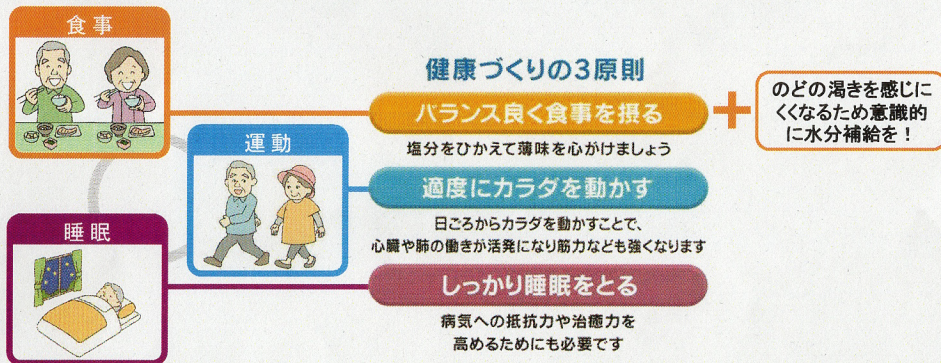 食事
健康づくりの3原則
バランス良く食事を摂る
+
のどの渇きを感じに
くくなるため意識的
に水分補給を！
塩分をひかえて薄味を心がけましょう
運動
適度にカラダを動かす
日ごろからカラダを動かすことで、
心臓や肺の働きが活発になり筋力なども強くなります
睡眠
しっかり睡眠をとる
病気への抵抗力や治癒力を
高めるためにも必要です